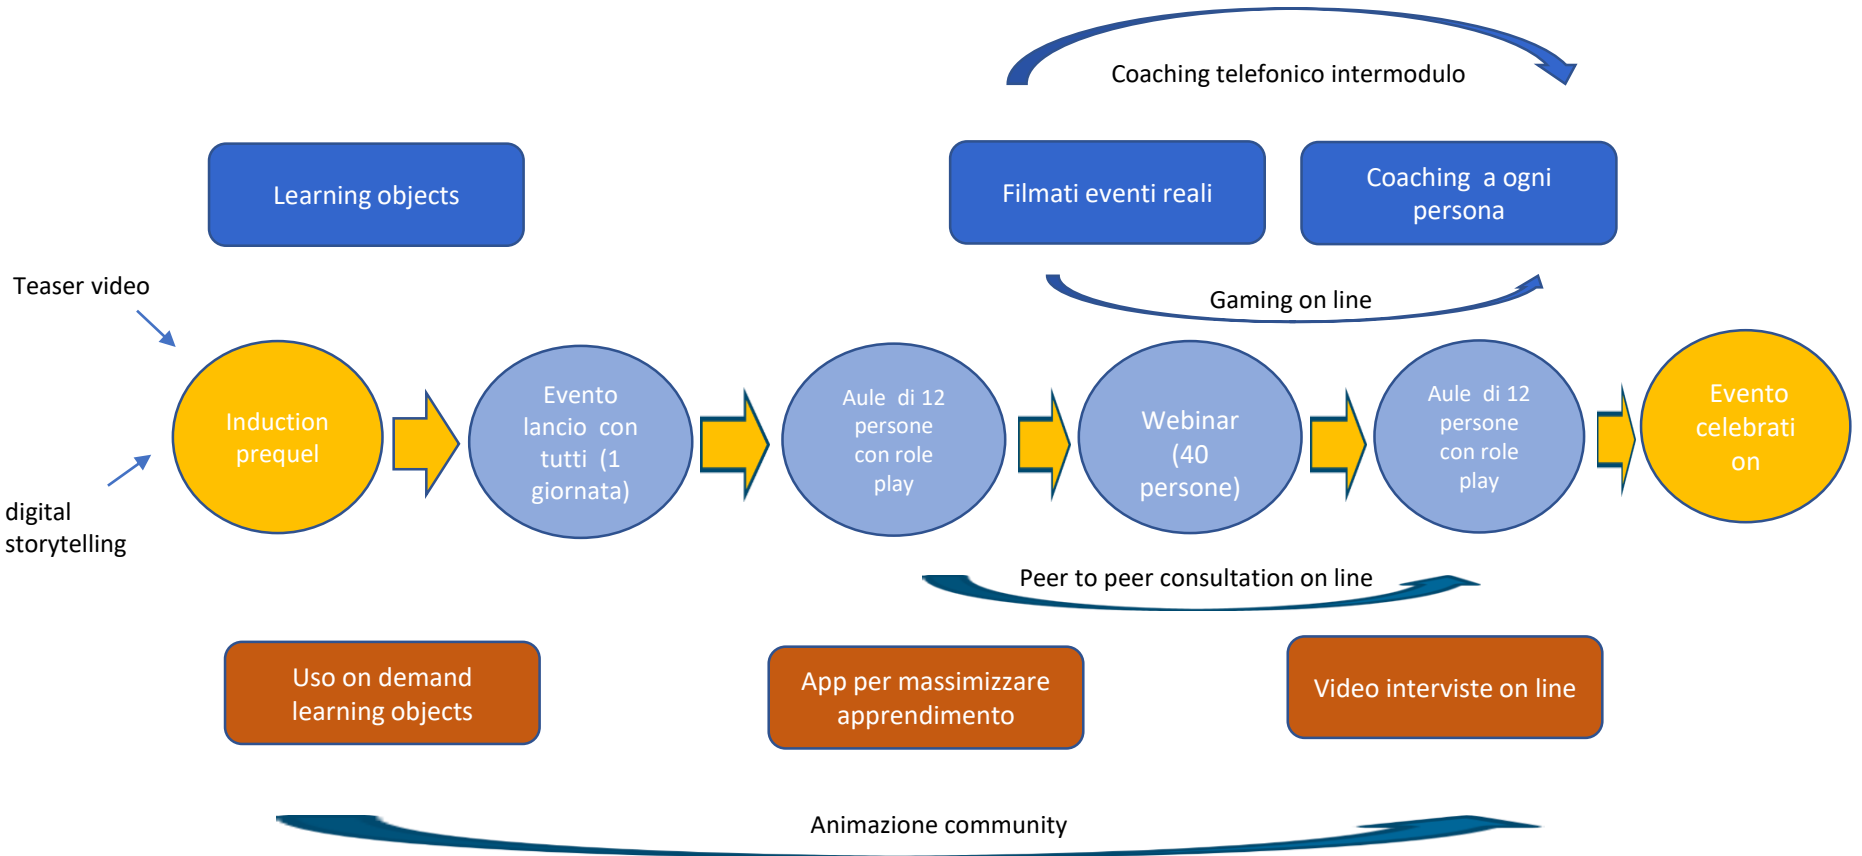 Coaching telefonico intermodulo
Learning objects
Filmati eventi reali
Coaching a ogni
persona
Teaser video
Gaming on line
Induction
prequel
Evento
lancio con
tutti (1
giornata)
Aule di 12
persone
con role
play
Webinar
(40
persone)
Aule di 12
persone
con role
play
Evento
celebrati
on
digital
storytelling
Peer to peer consultation on line
Uso on demand
learning objects
App per massimizzare
apprendimento
Video interviste on line
Animazione community